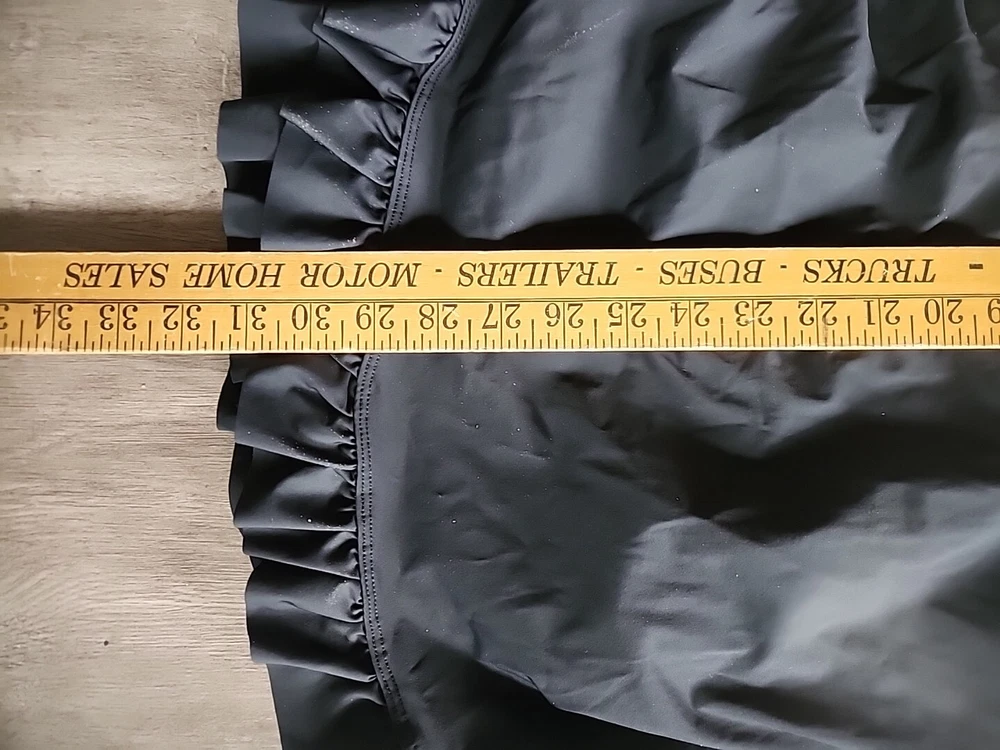 - TRUCKS - BUSES - TRAILERS - MOTOR HOME SALES
20 21 22 23 24 25 26 27 28 29 30 31 32 33 34